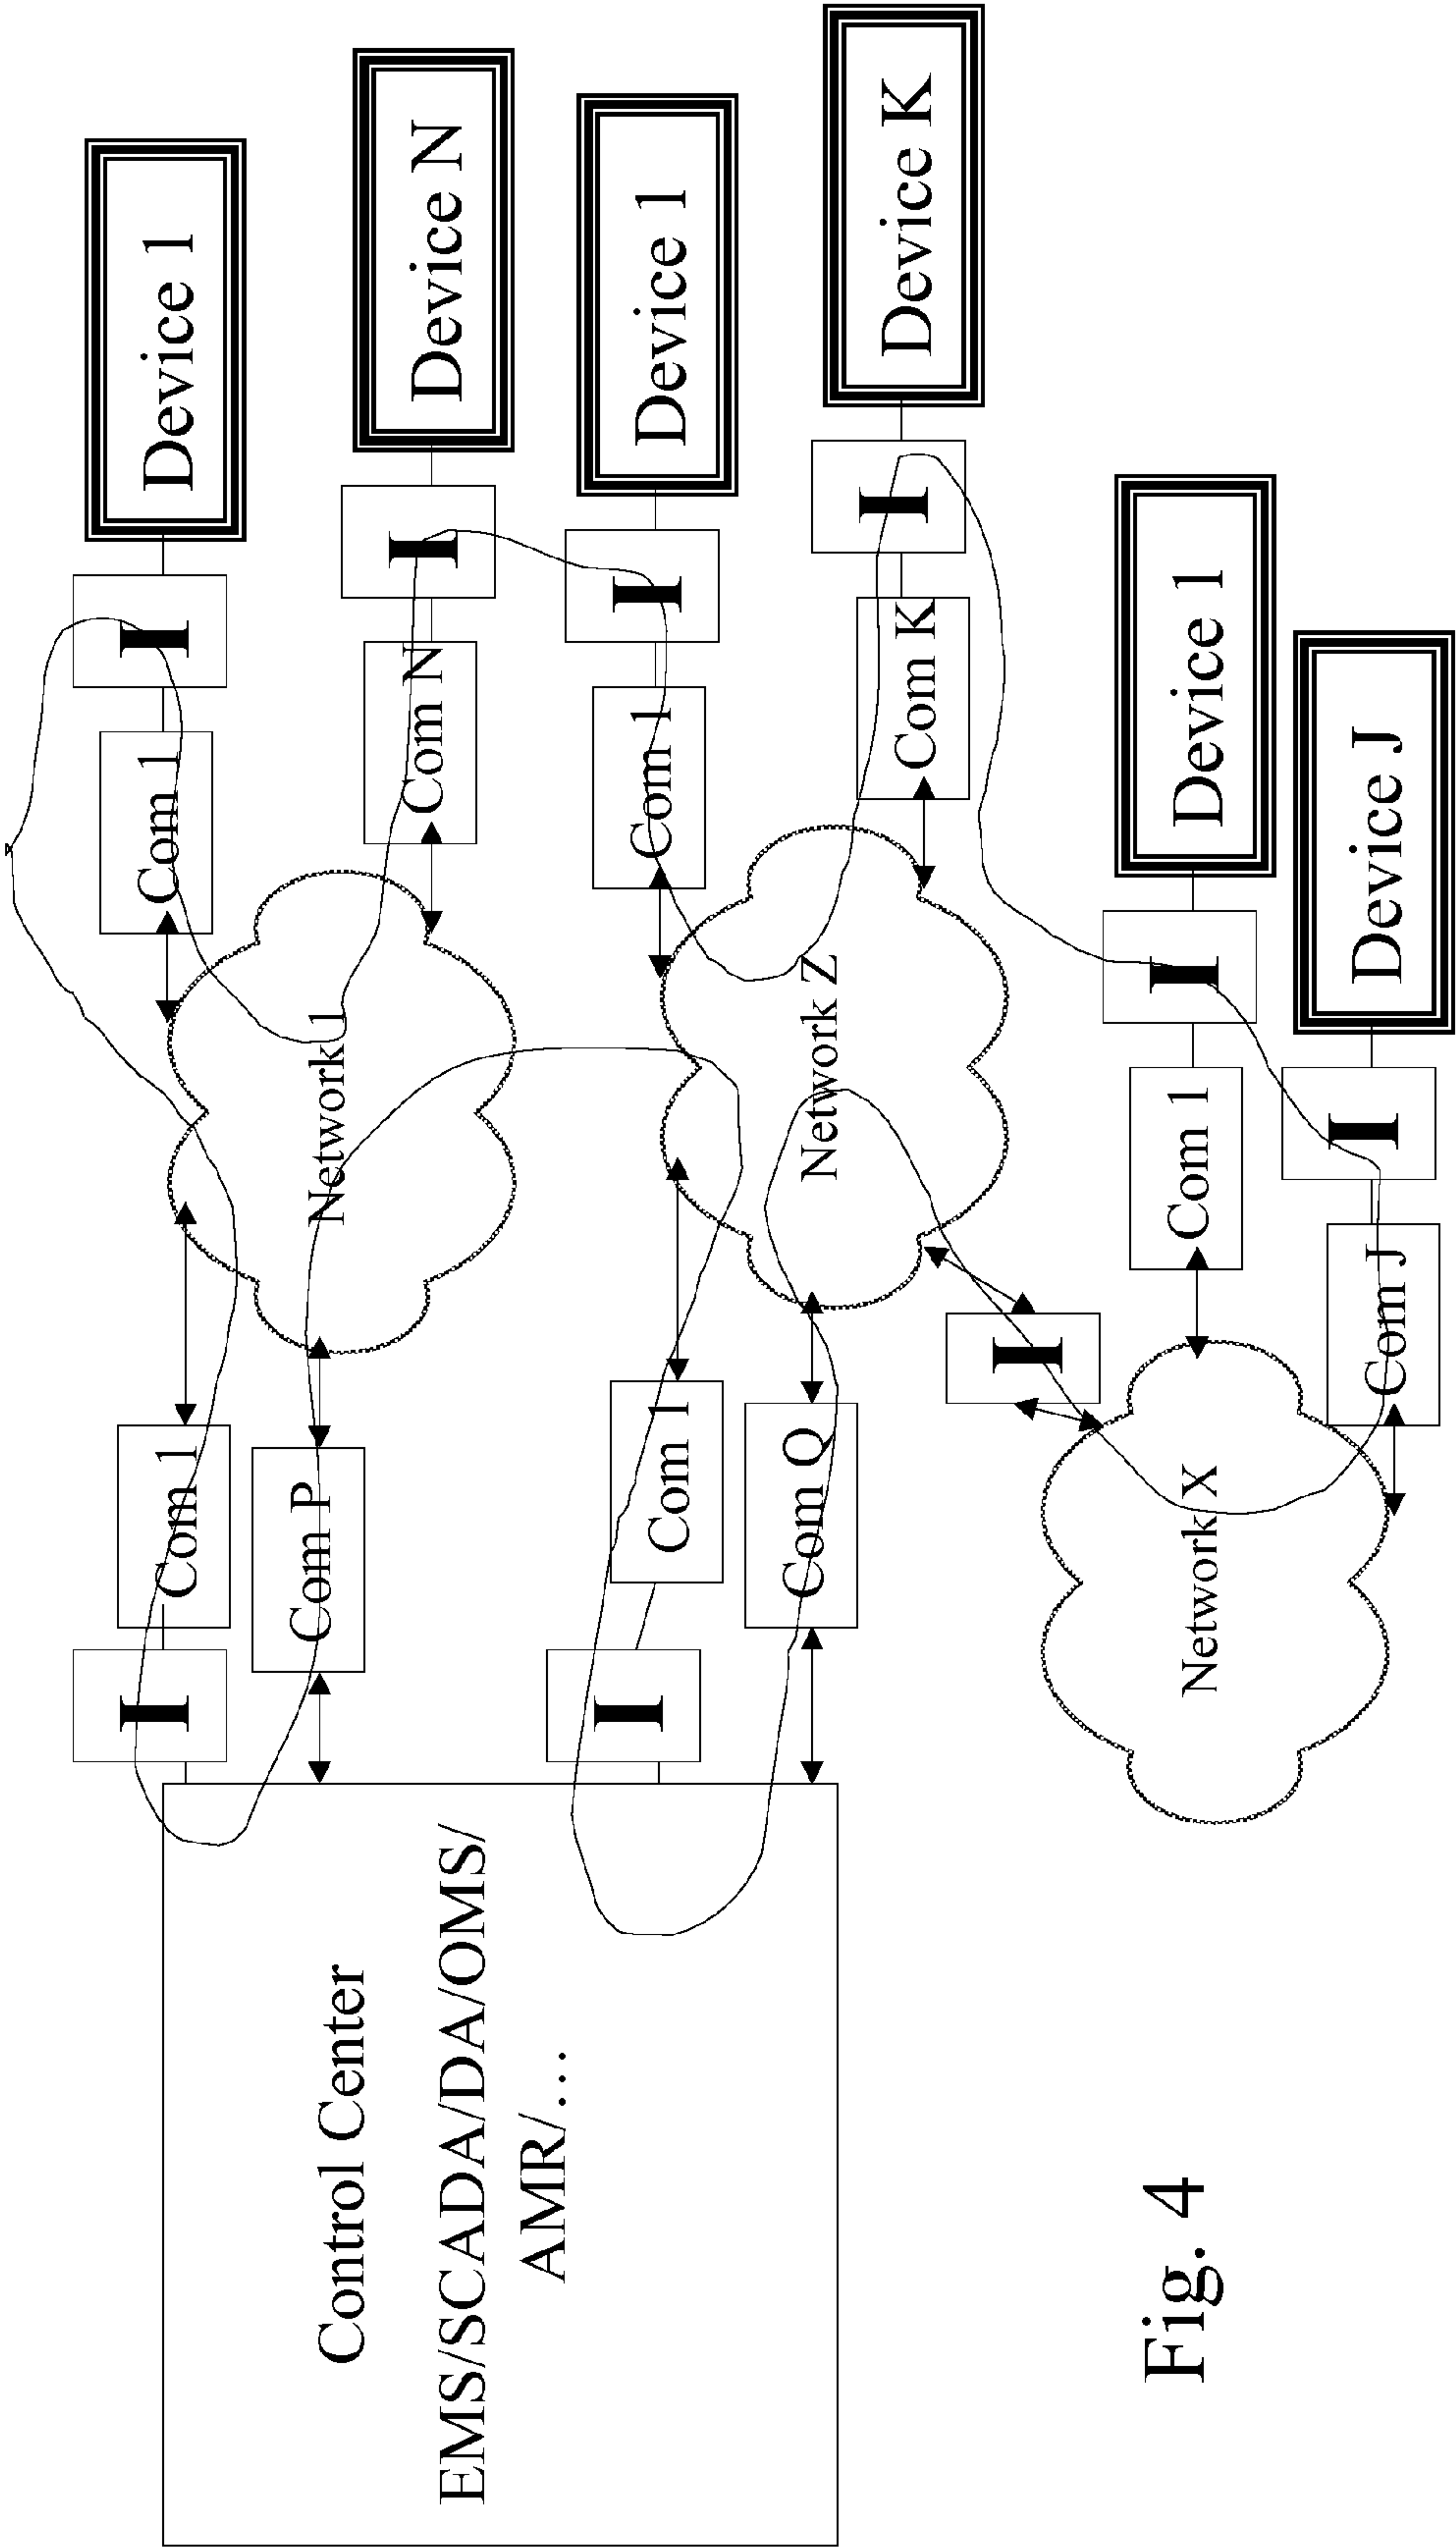 Control Center
EMS/SCADA/DA/OMS/
AMR/...
I
Com 1
Com P
I
Com 1
Com Q
Network 1
Network Z
I
Network X
Com 1
I
Device 1
Com N
I
Device N
Com 1
I
Device 1
Com K
I
Device K
Com 1
I
Device 1
Com J
I
Device J
Fig. 4